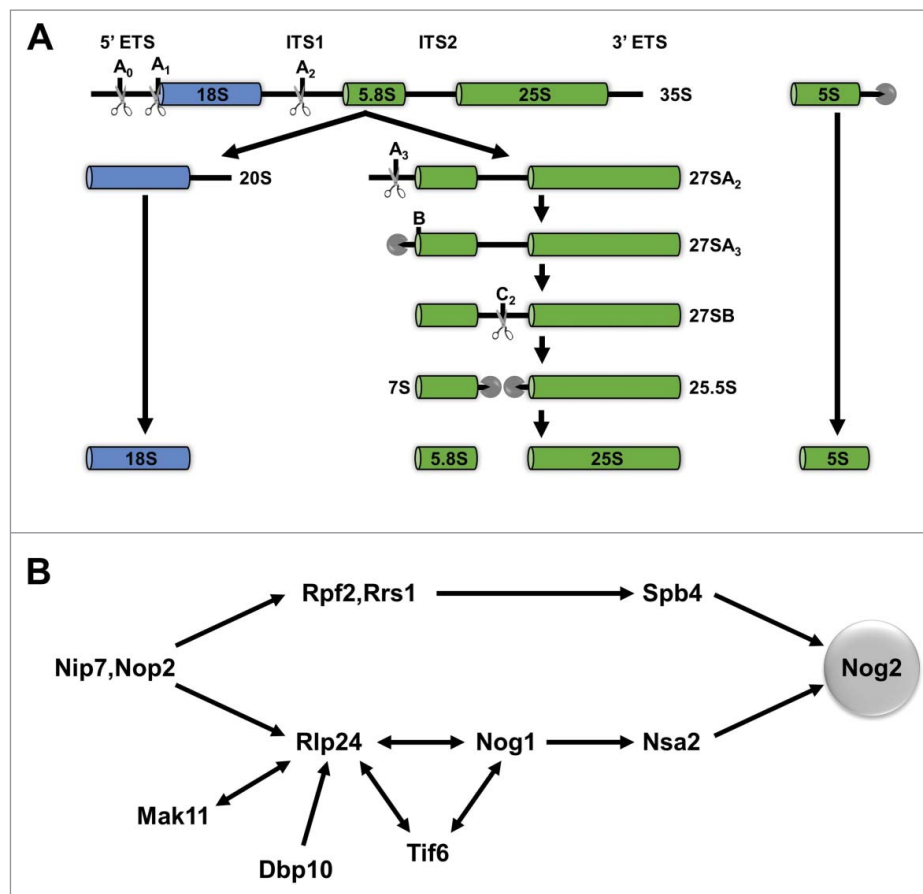 A
5' ETS ITS1 ITS2 3' ETS
A₀ A₁ A₂
18S 5.8S 25S 35S 5S
A₃
20S 27SA₂
B
27SA₃
C₂
27SB
7S 25.5S
18S 5.8S 25S 5S
B
Rpf2,Rrs1 Spb4
Nip7,Nop2 Nog2
Rlp24 Nog1 Nsa2
Mak11
Tif6
Dbp10